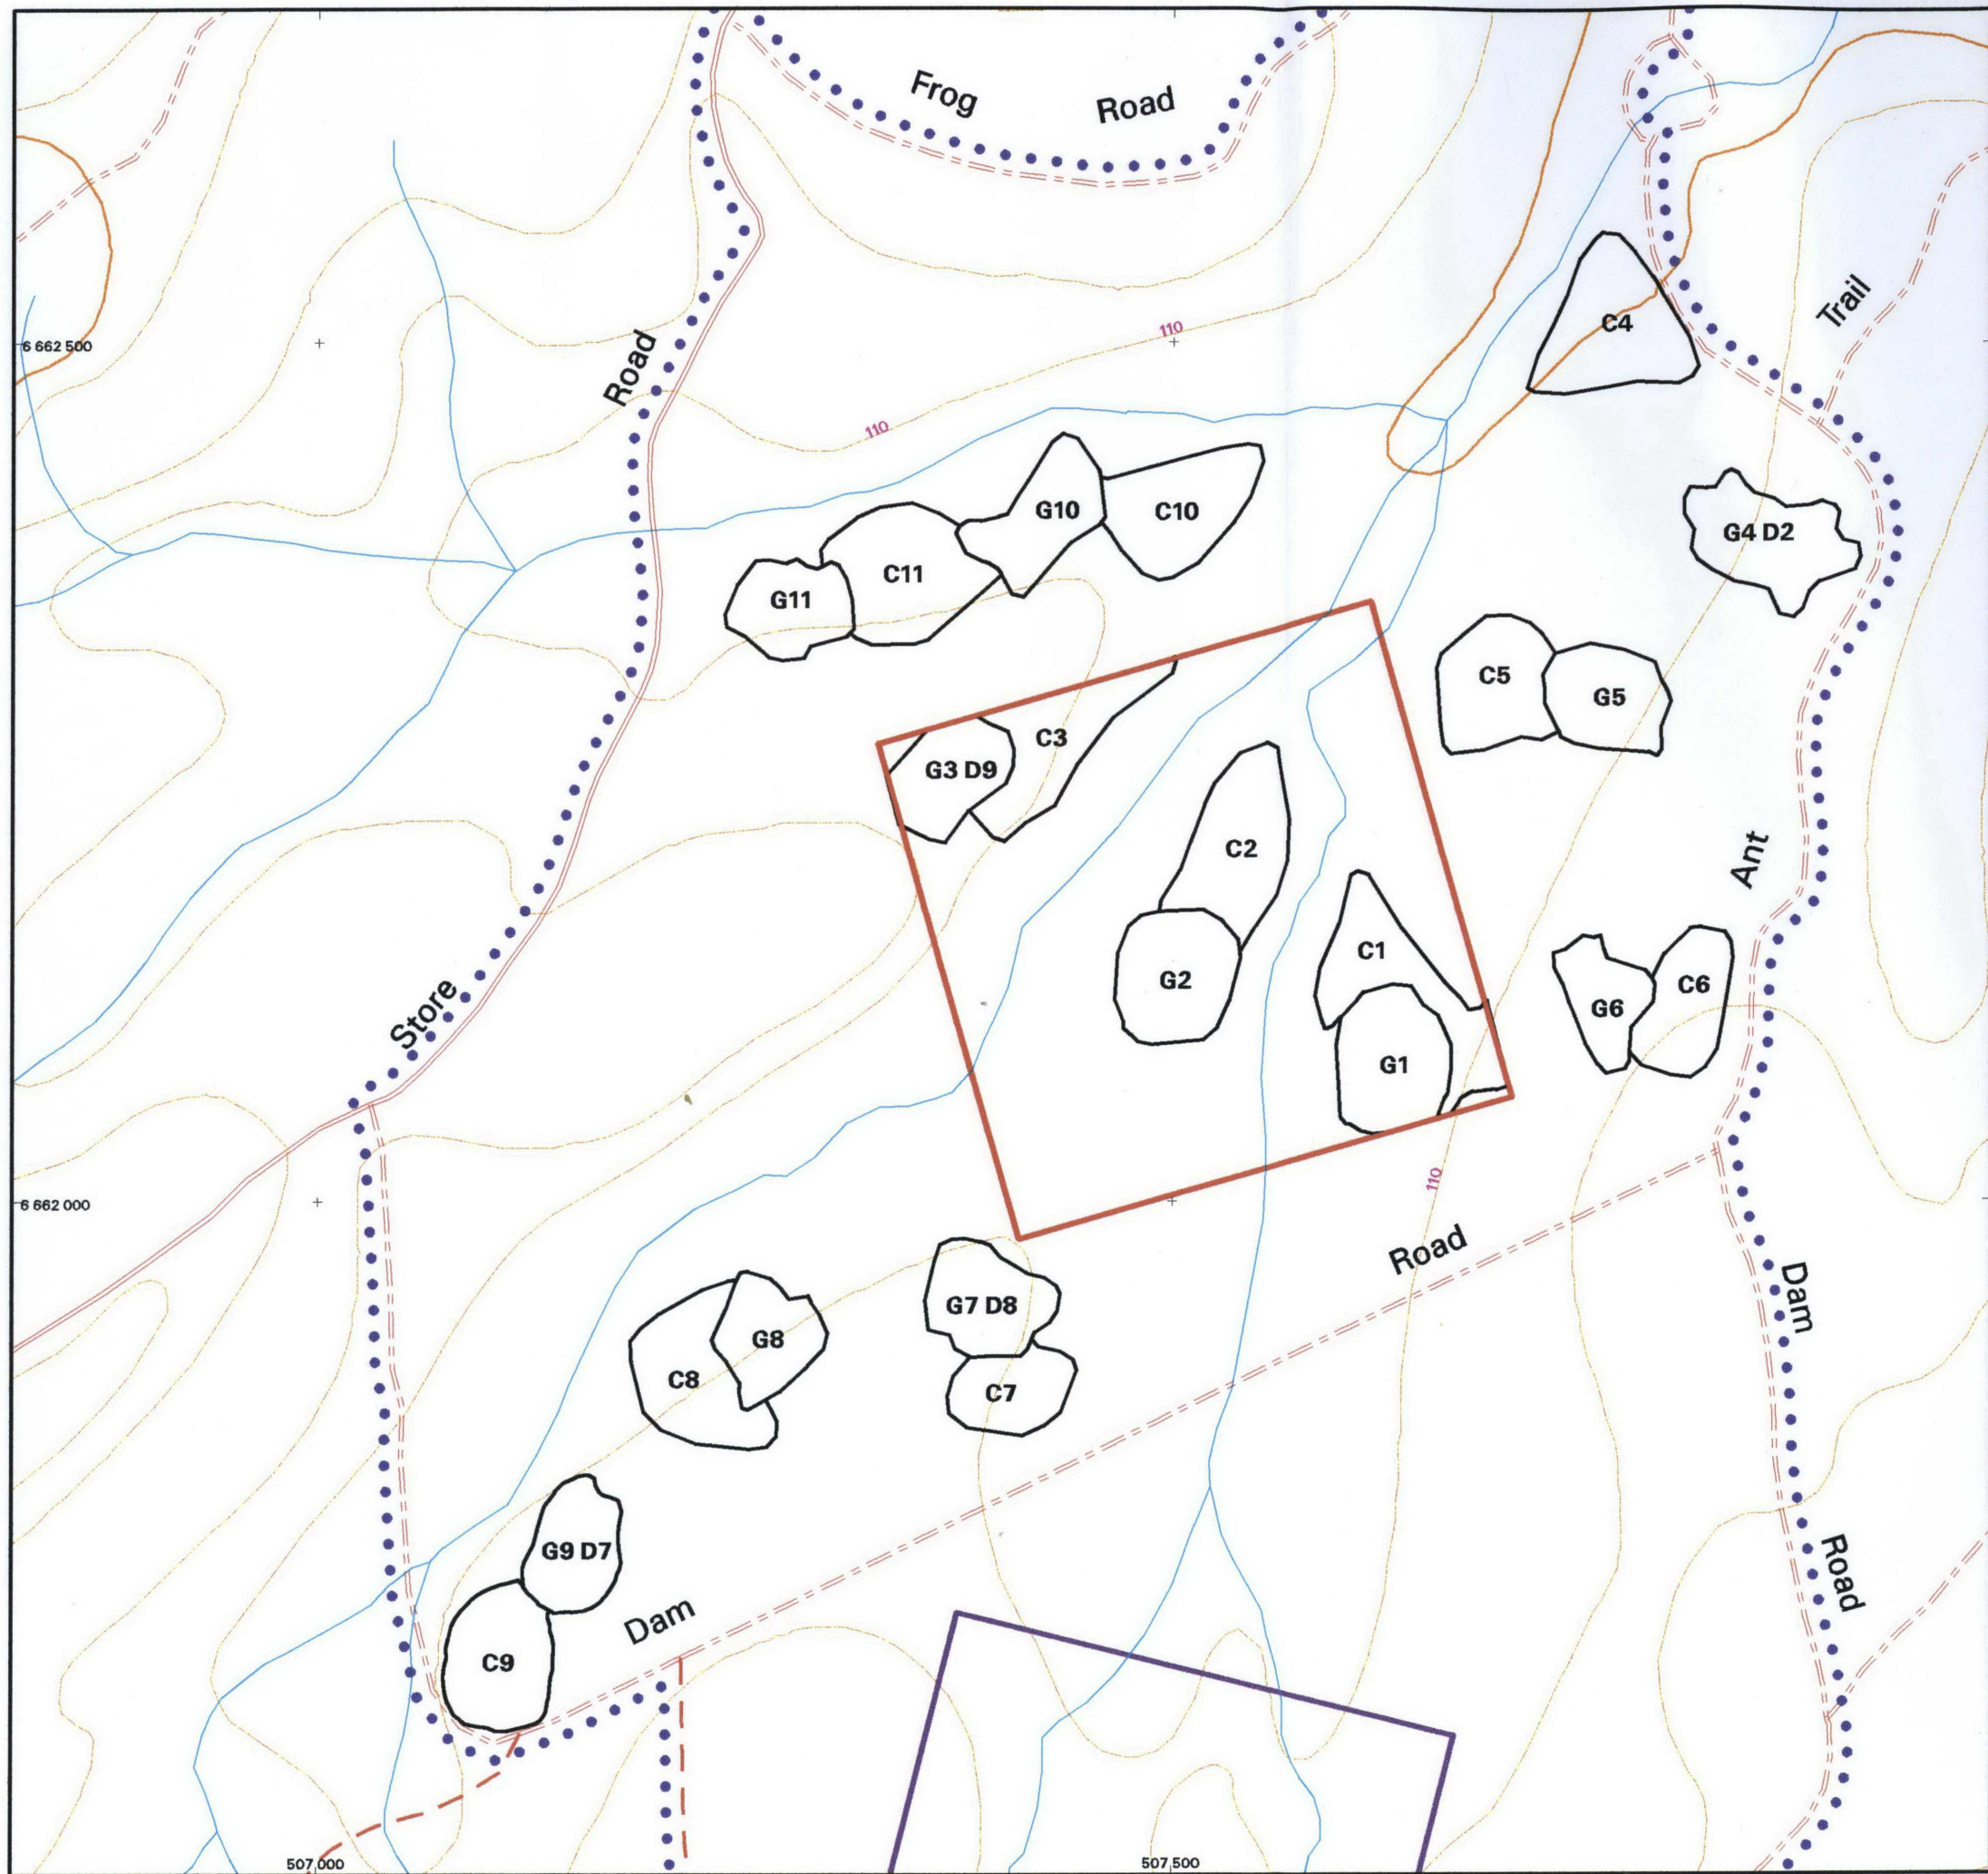 Frog Road
Trail
110
C4
6 662 500
Road
110
G10
C10
G4 D2
C11
G11
C5
G5
C3
G3 D9
C2
Ant
C1
G2
C6
G6
Store
G1
110
6 662 000
Road
Dam
G7 D8
G8
C8
C7
G9 D7
Road
Dam
C9
507 000
507 500